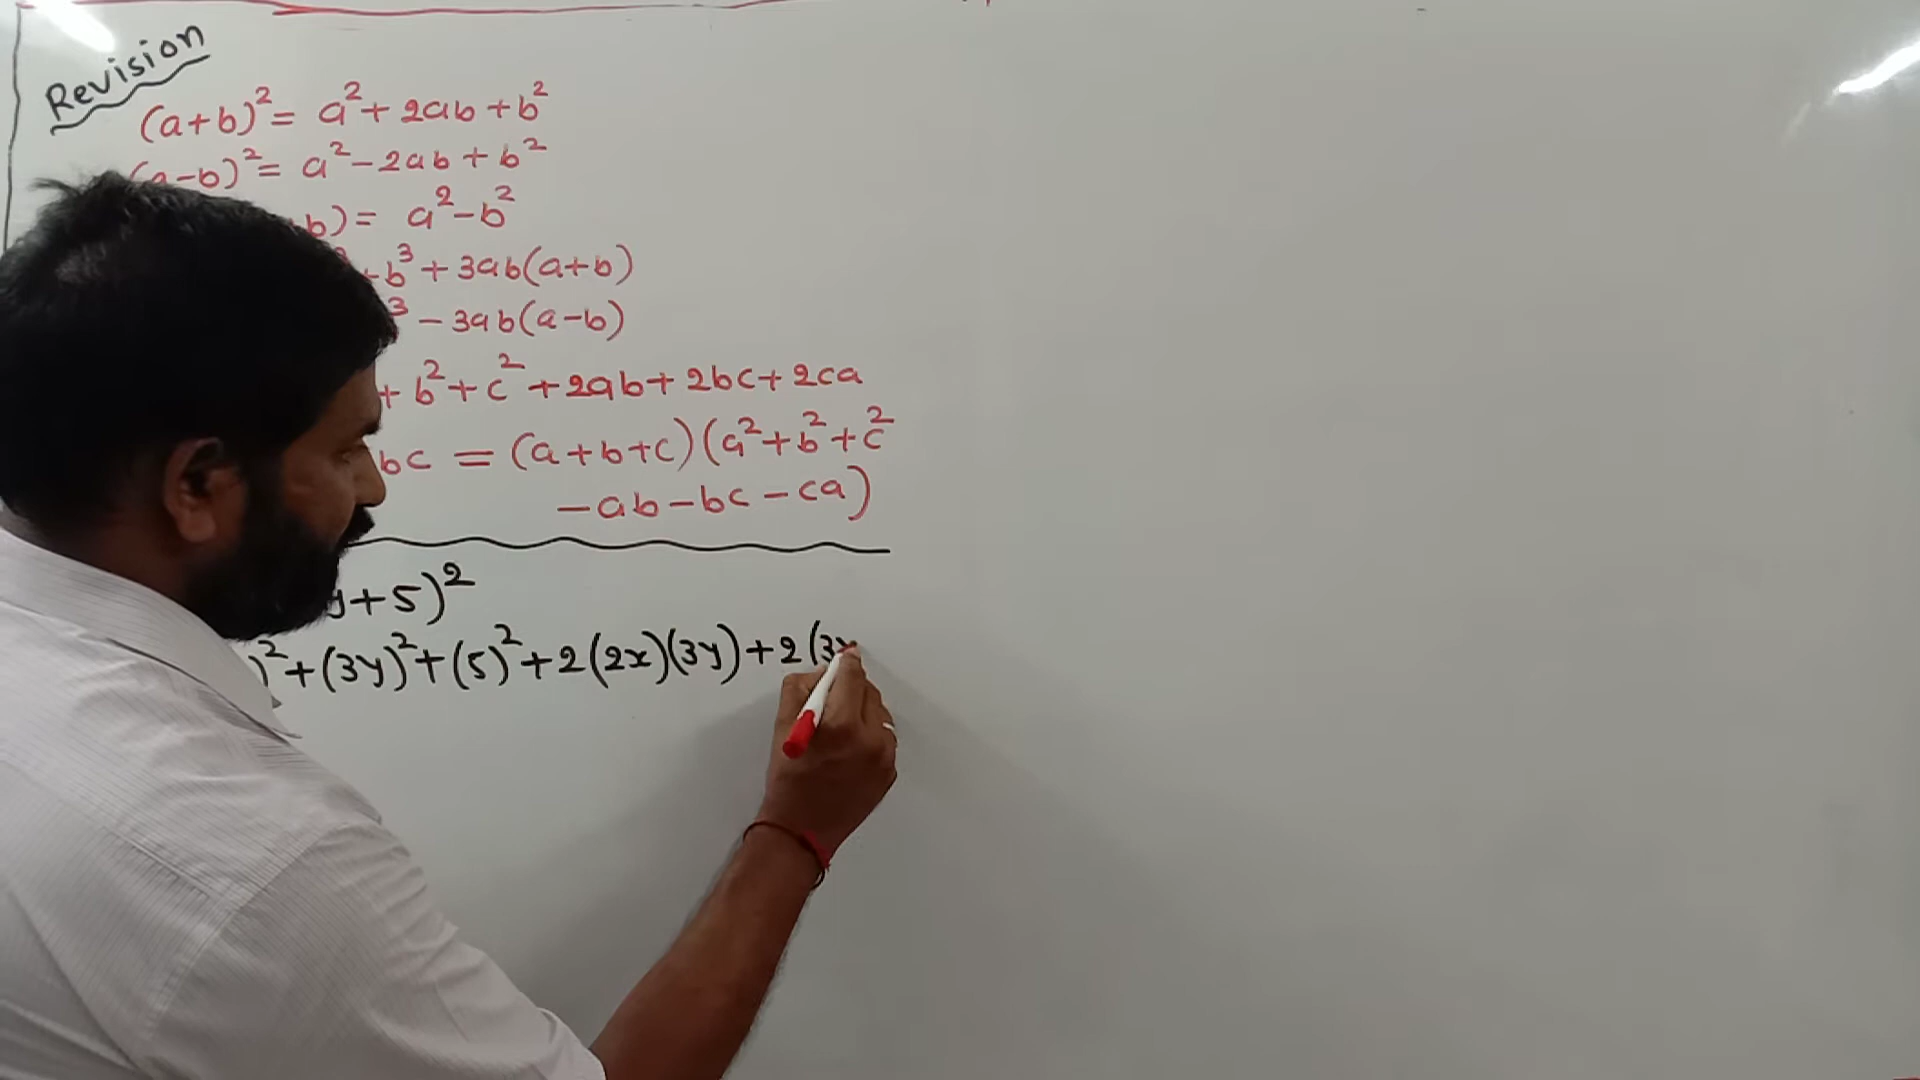 Revision
(a+b)² = a² + 2ab + b²
(a-b)² = a² - 2ab + b²
b) = a² - b²
+ b³ + 3ab(a+b)
³ - 3ab(a-b)
+ b² + c² + 2ab + 2bc + 2ca
bc = (a+b+c)(a² + b² + c²
- ab - bc - ca)
y+5)²
)² + (3y)² + (5)² + 2(2x)(3y) + 2(3y